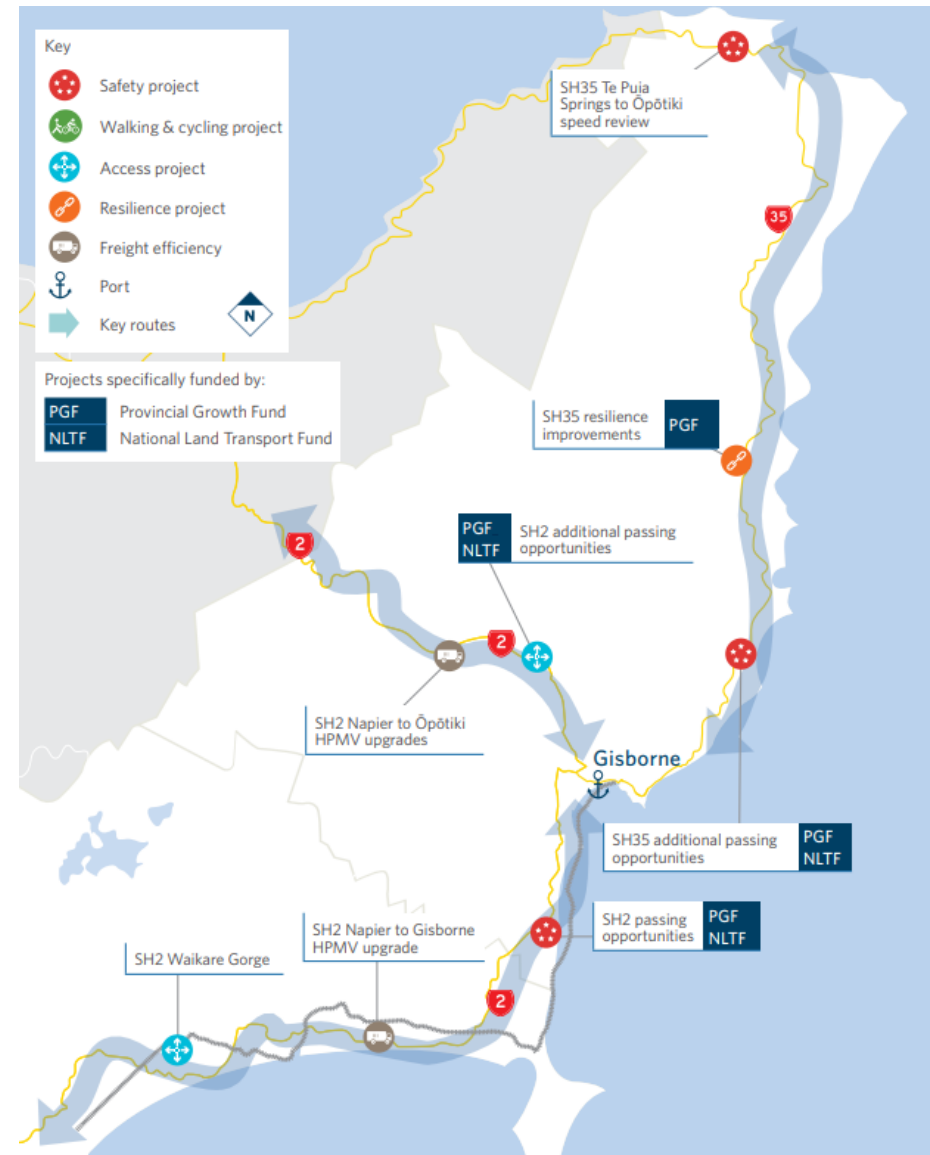 Key
Safety project
Walking & cycling project
Access project
Resilience project
Freight efficiency
Port
Key routes
N
Projects specifically funded by:
PGF Provincial Growth Fund
NLTF National Land Transport Fund
SH35 Te Puia
Springs to Ōpōtiki
speed review
35
SH35 resilience
improvements
PGF
PGF
NLTF
SH2 additional passing
opportunities
2
2
SH2 Napier to Ōpōtiki
HPMV upgrades
Gisborne
SH35 additional passing
opportunities
PGF
NLTF
SH2 passing
opportunities
PGF
NLTF
SH2 Napier to Gisborne
HPMV upgrade
SH2 Waikare Gorge
2